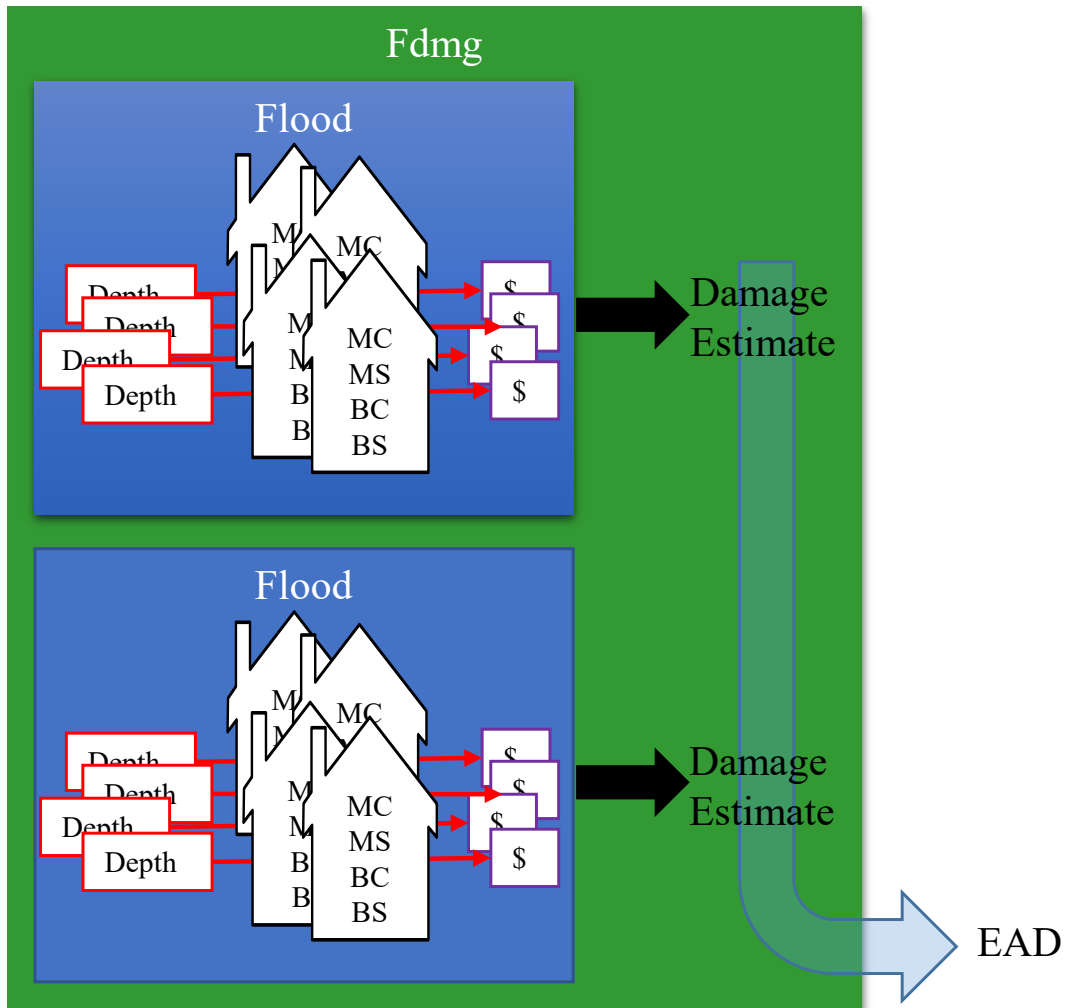 Fdmg
Flood
MC
Depth
Depth
Depth
Depth
MC
MS
BC
BS
$
$
$
$
Damage
Estimate
Flood
MC
Depth
Depth
Depth
Depth
MC
MS
BC
BS
$
$
$
$
Damage
Estimate
EAD